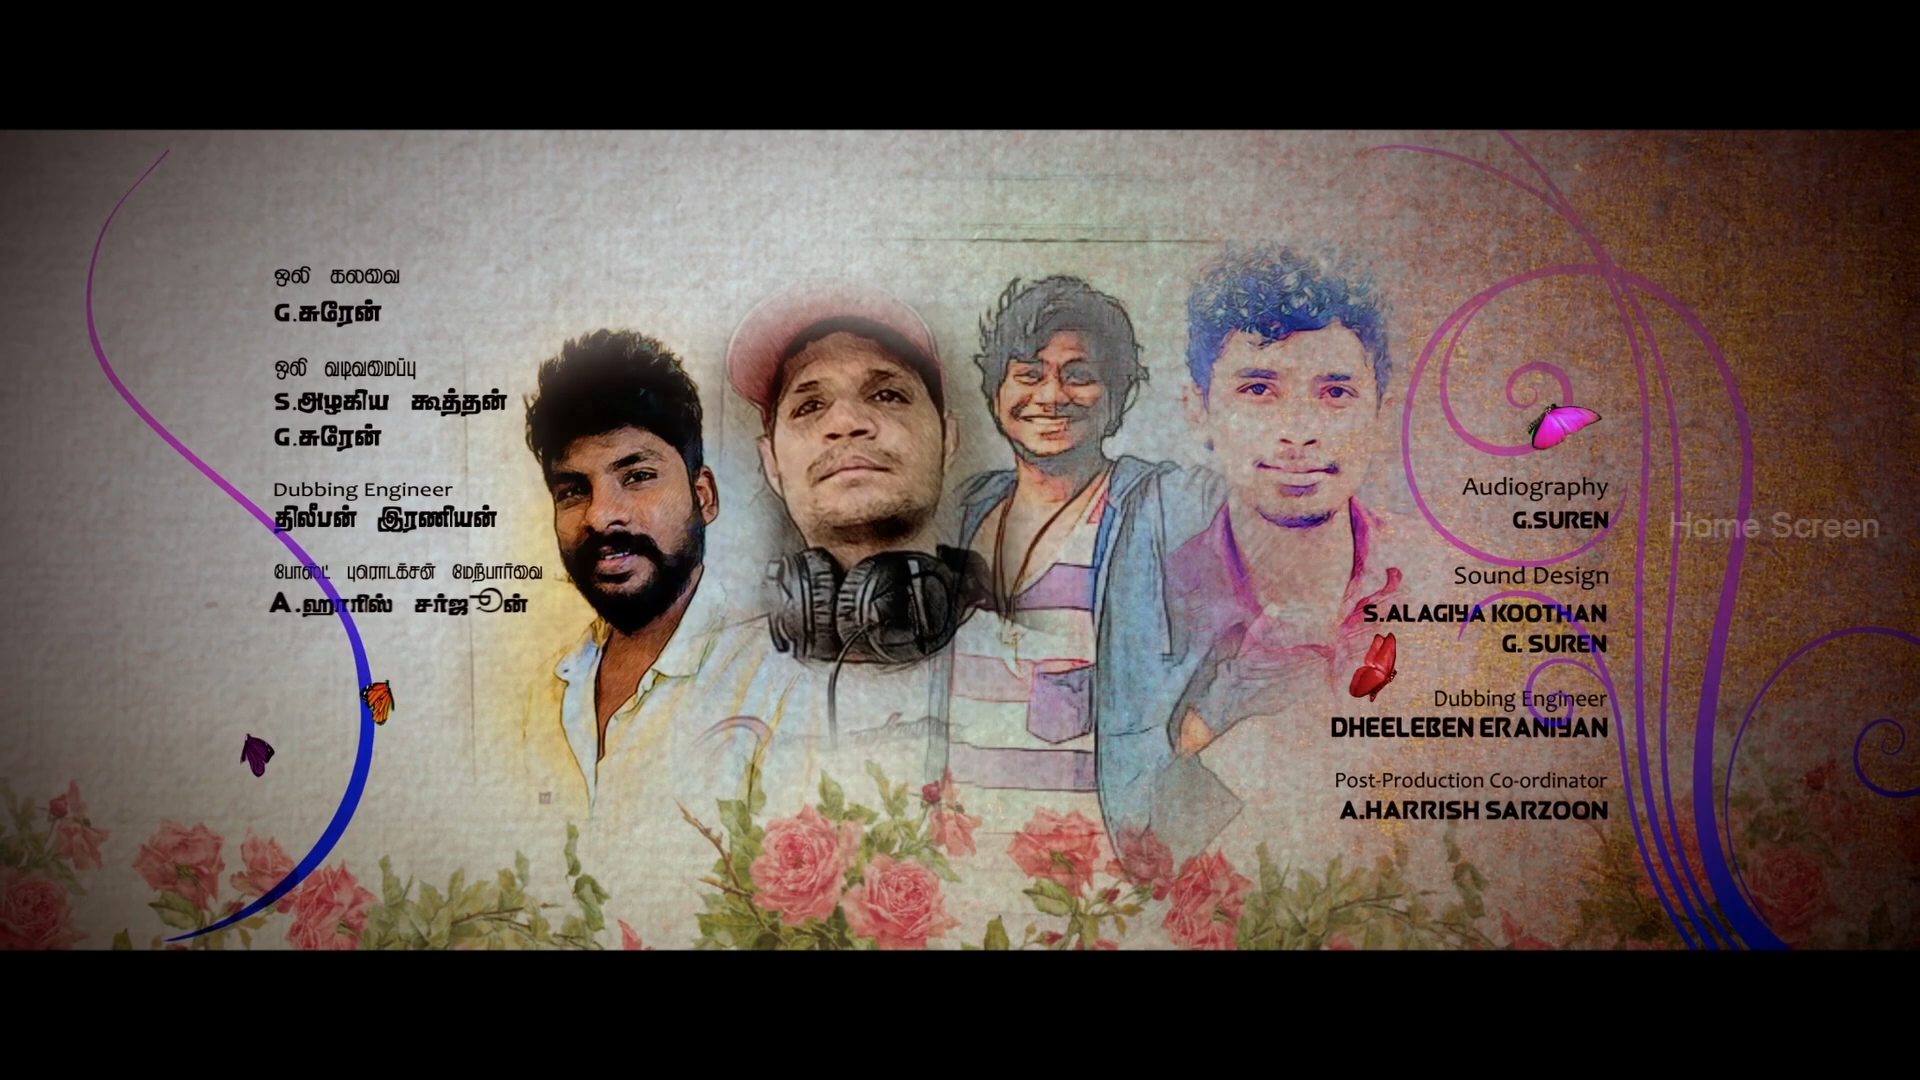 ஒலி கலவை
G.சுரேன்
ஒலி வடிவமைப்பு
S.அழகிய கூத்தன்
G.சுரேன்
Dubbing Engineer
திலீபன் இரணியன்
போஸ்ட் புரொடக்சன் மேற்பார்வை
A.ஹாரிஸ் சர்ஜூன்
Audiography
G.SUREN
Sound Design
S.ALAGIYA KOOTHAN
G. SUREN
Dubbing Engineer
DHEELEBEN ERANIYAN
Post-Production Co-ordinator
A.HARRISH SARZOON
Home Screen